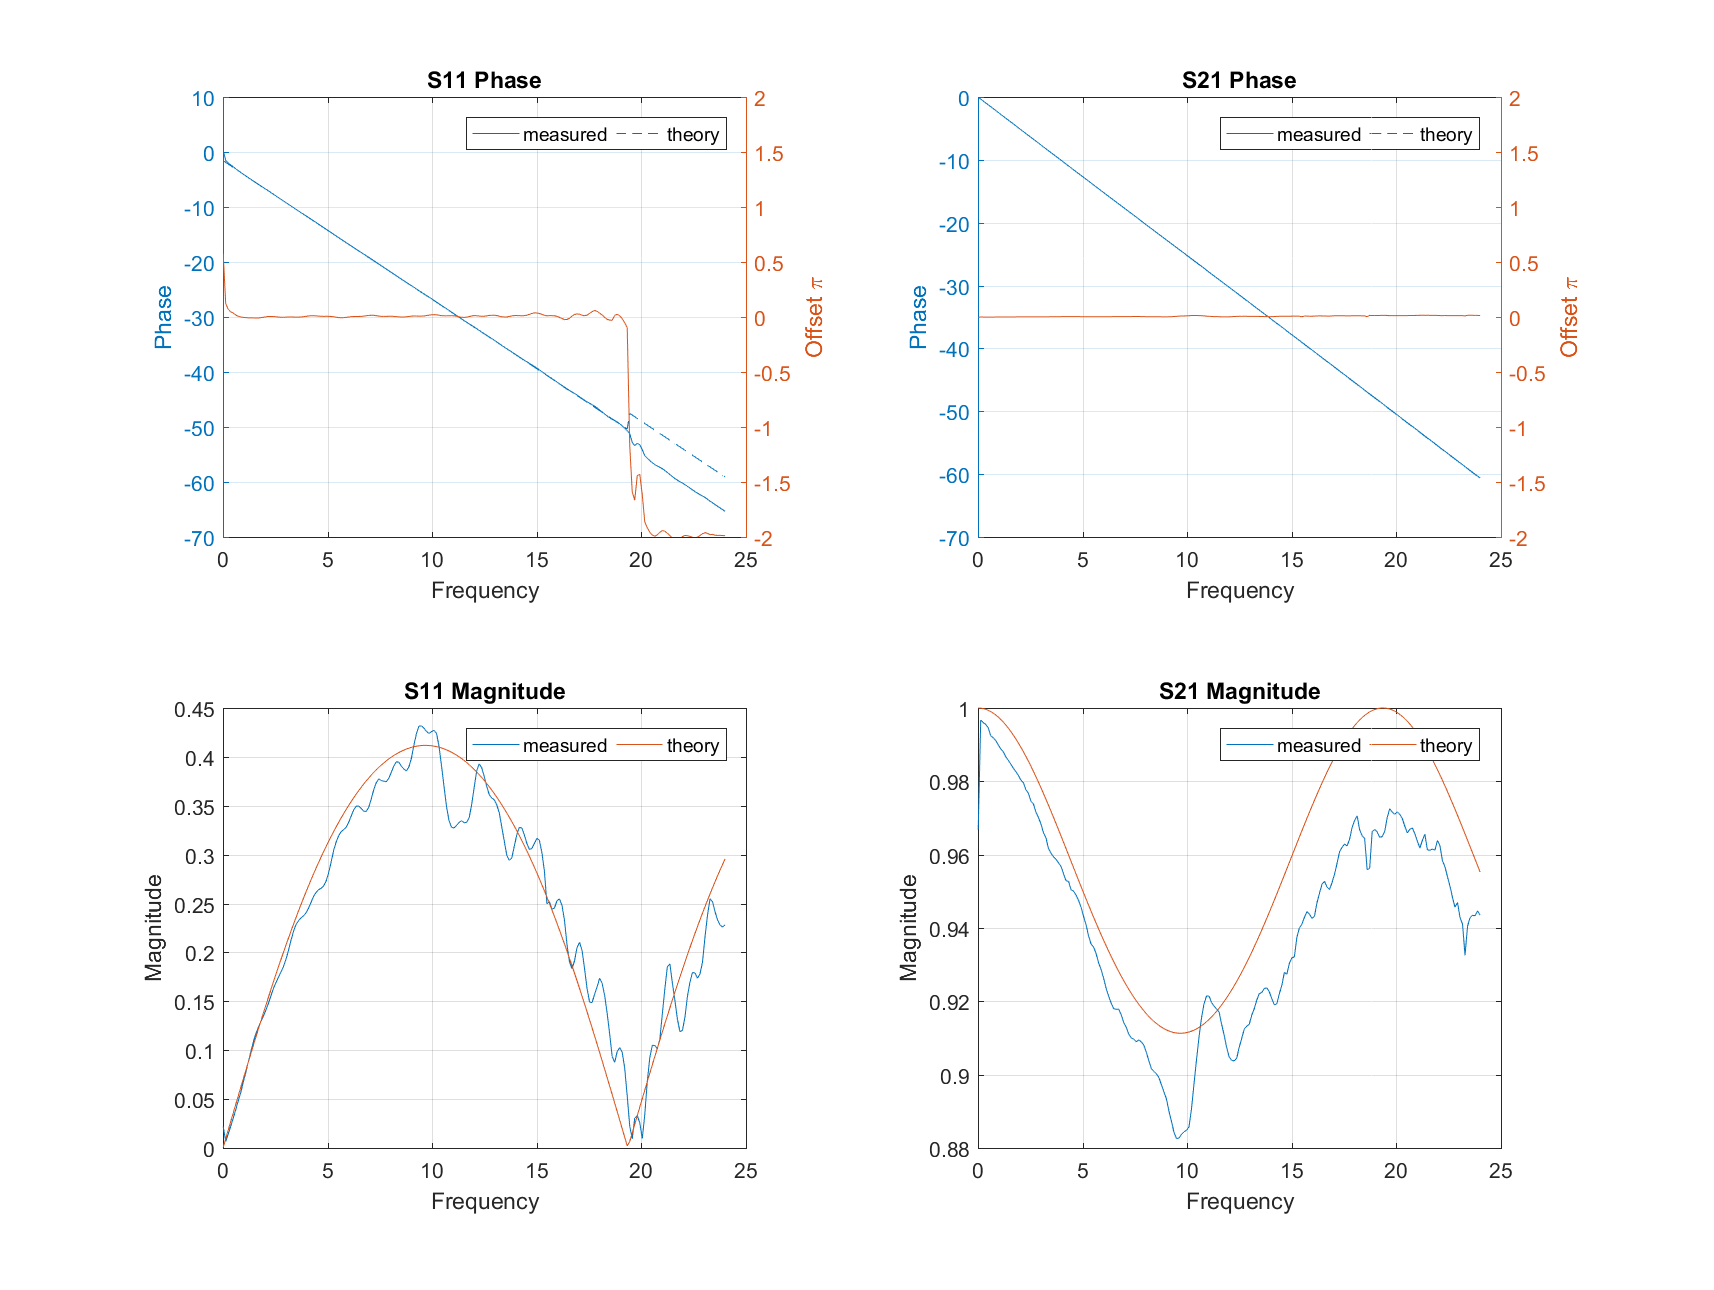 S11 Phase
10
0
-10
-20
-30
-40
-50
-60
-70
Phase
2
1.5
1
0.5
0
-0.5
-1
-1.5
-2
Offset π
measured theory
0 5 10 15 20 25
Frequency
S21 Phase
0
-10
-20
-30
-40
-50
-60
-70
Phase
2
1.5
1
0.5
0
-0.5
-1
-1.5
-2
Offset π
measured theory
0 5 10 15 20 25
Frequency
S11 Magnitude
0.45
0.4
0.35
0.3
0.25
0.2
0.15
0.1
0.05
0
Magnitude
measured theory
0 5 10 15 20 25
Frequency
S21 Magnitude
1
0.98
0.96
0.94
0.92
0.9
0.88
Magnitude
measured theory
0 5 10 15 20 25
Frequency